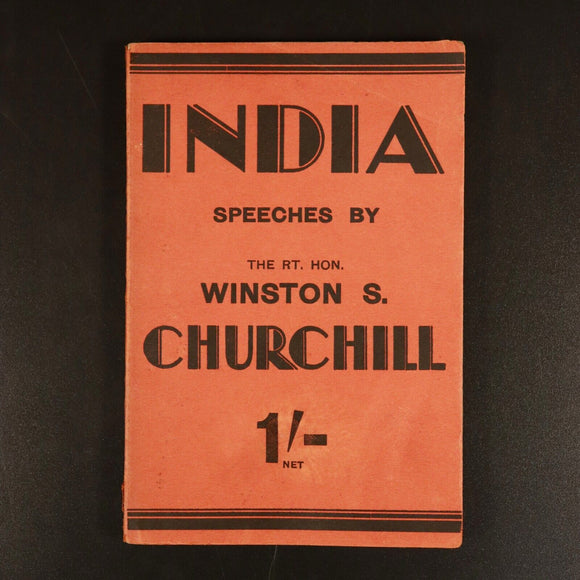 INDIA
SPEECHES BY
THE RT. HON.
WINSTON S.
CHURCHILL
1/-
NET